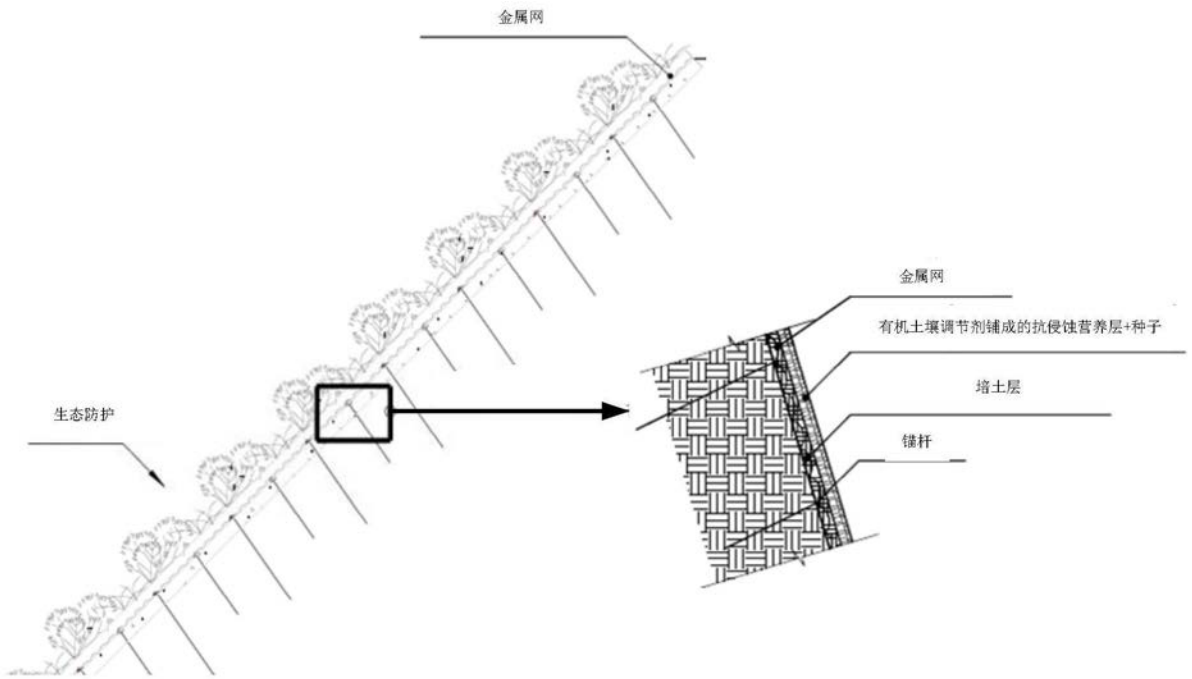 金属网
金属网
有机土壤调节剂铺成的抗侵蚀营养层+种子
培土层
生态防护
锚杆